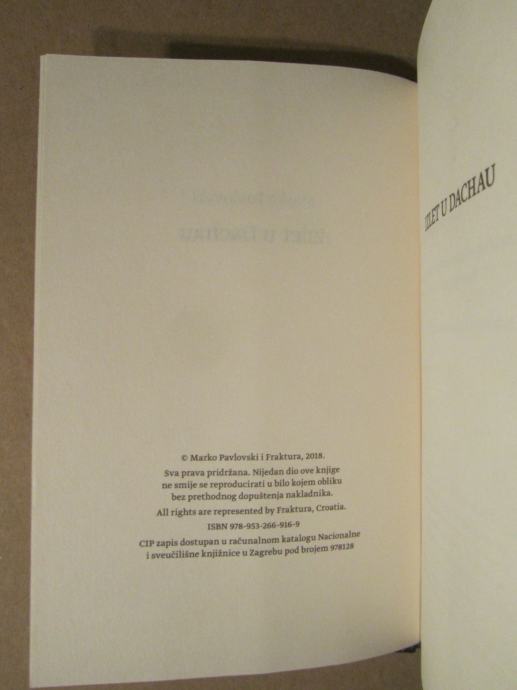 © Marko Pavlovski i Fraktura, 2018.
Sva prava pridržana. Nijedan dio ove knjige
ne smije se reproducirati u bilo kojem obliku
bez prethodnog dopuštenja nakladnika.
All rights are represented by Fraktura, Croatia.
ISBN 978-953-266-916-9
CIP zapis dostupan u računalnom katalogu Nacionalne
i sveučilišne knjižnice u Zagrebu pod brojem 978128
IZLET U DACHAU